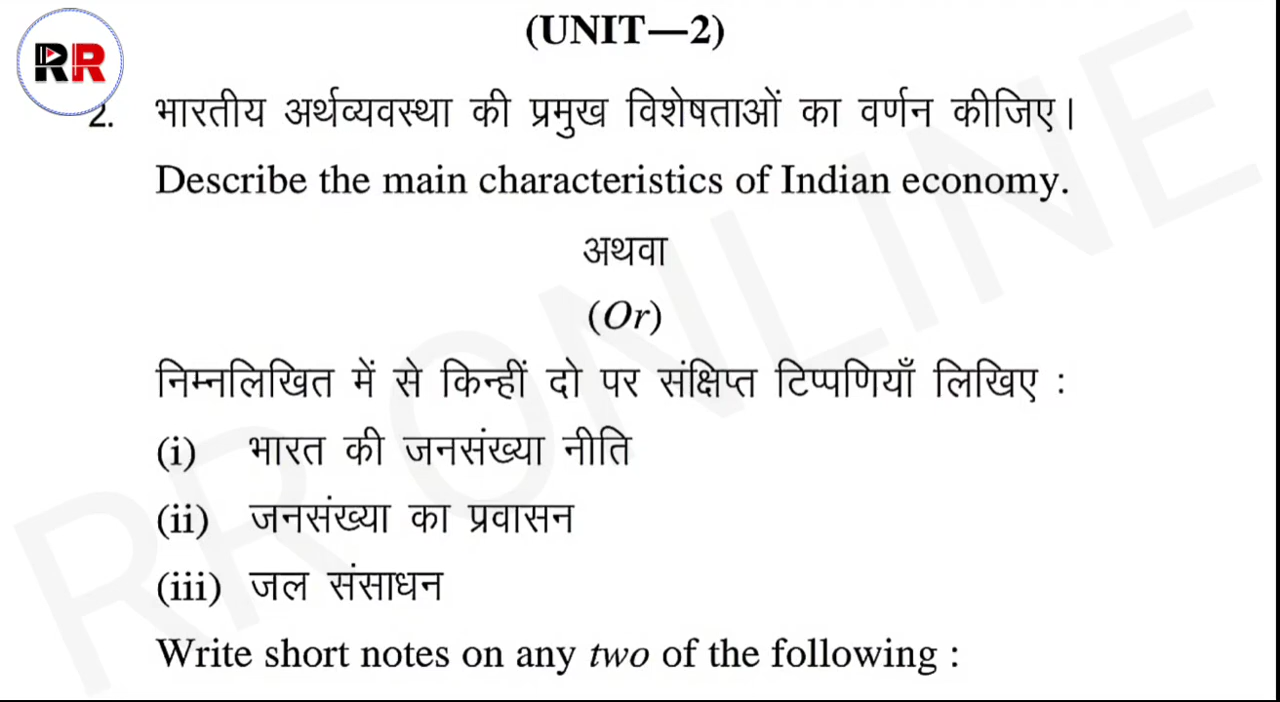 RR
(UNIT—2)
2. भारतीय अर्थव्यवस्था की प्रमुख विशेषताओं का वर्णन कीजिए।
Describe the main characteristics of Indian economy.
अथवा
(Or)
निम्नलिखित में से किन्हीं दो पर संक्षिप्त टिप्पणियाँ लिखिए :
(i) भारत की जनसंख्या नीति
(ii) जनसंख्या का प्रवासन
(iii) जल संसाधन
Write short notes on any two of the following :
RR ONLINE